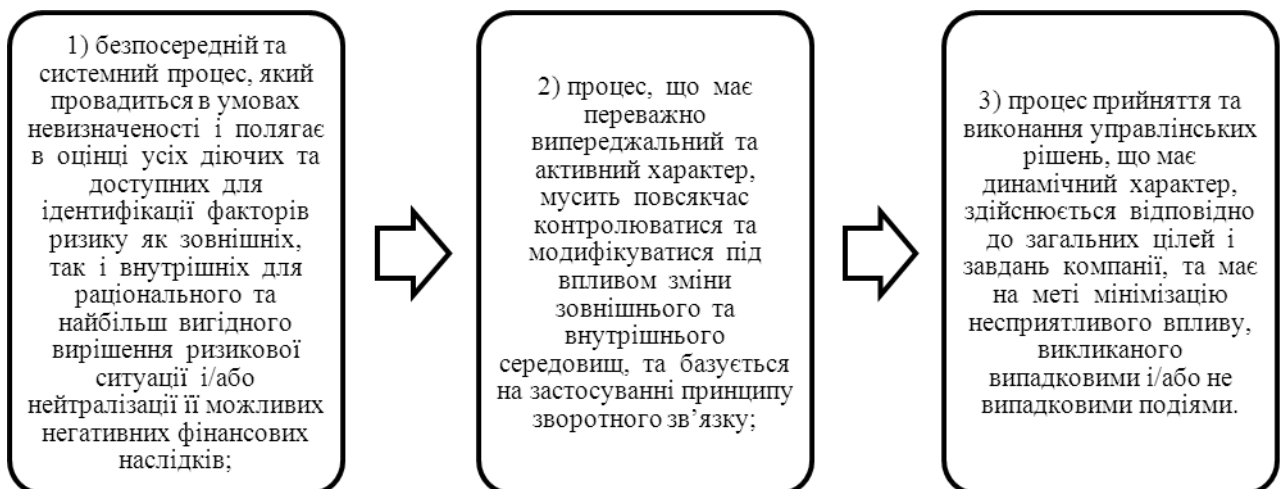 1) безпосередній та
системний процес, який
провадиться в умовах
невизначеності і полягає
в оцінці усіх діючих та
доступних для
ідентифікації факторів
ризику як зовнішніх,
так і внутрішніх для
раціонального та
найбільш вигідного
вирішення ризикової
ситуації і/або
нейтралізації її можливих
негативних фінансових
наслідків;
2) процес, що має
переважно
випереджальний та
активний характер,
мусить повсякчас
контролюватися та
модифікуватися під
впливом зміни
зовнішнього та
внутрішнього
середовищ, та базується
на застосуванні принципу
зворотного зв’язку;
3) процес прийняття та
виконання управлінських
рішень, що має
динамічний характер,
здійснюється відповідно
до загальних цілей і
завдань компанії, та має
на меті мінімізацію
несприятливого впливу,
викликаного
випадковими і/або не
випадковими подіями.